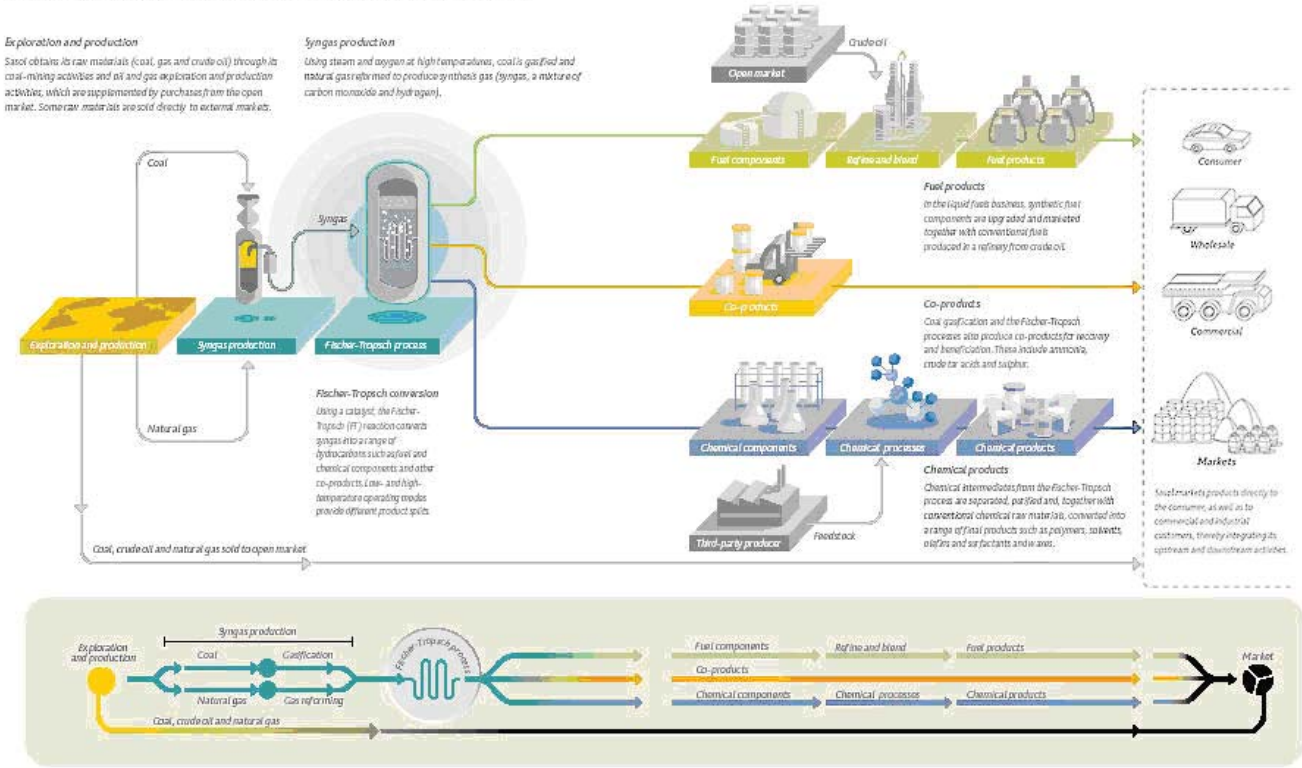 Exploration and production
Sasol obtains its raw materials (coal, gas and crude oil) through its
coal-mining activities and oil and gas exploration and production
activities, which are supplemented by purchases from the open
market. Some raw materials are sold directly to external markets.
Syngas production
Using steam and oxygen at high temperatures, coal is gasified and
natural gas reformed to produce synthesis gas (syngas, a mixture of
carbon monoxide and hydrogen).
Open market
Crude oil
Fuel components
Refine and blend
Fuel products
Coal
Syngas
Fuel products
In the liquid fuels business, synthetic fuel
components are upgraded and marketed
together with conventional fuels
produced in a refinery from crude oil.
Exploration and production
Syngas production
Fischer-Tropsch process
Co-products
Co-products
Coal gasification and the Fischer-Tropsch
processes also produce co-products for recovery
and beneficiation. These include ammonia,
crude tar acids and sulphur.
Natural gas
Fischer-Tropsch conversion
Using a catalyst, the Fischer-
Tropsch (FT) reaction converts
syngas into a range of
hydrocarbons such as fuel and
chemical components and other
co-products. Low- and high-
temperature operating modes
provide different product splits.
Chemical components
Chemical processes
Chemical products
Third-party producer
Feedstock
Chemical products
Chemical intermediates from the Fischer-Tropsch
process are separated, purified and, together with
conventional chemical raw materials, converted into
a range of final products such as polymers, solvents,
olefins and surfactants and waxes.
Consumer
Wholesale
Commercial
Markets
Sasol markets products directly to
the consumer, as well as to
commercial and industrial
customers, thereby integrating its
upstream and downstream activities.
Coal, crude oil and natural gas sold to open market
Exploration
and production
Syngas production
Coal
Gasification
Natural gas
Gas reforming
Coal, crude oil and natural gas
Fischer-Tropsch process
Fuel components
Refine and blend
Fuel products
Co-products
Chemical components
Chemical processes
Chemical products
Market